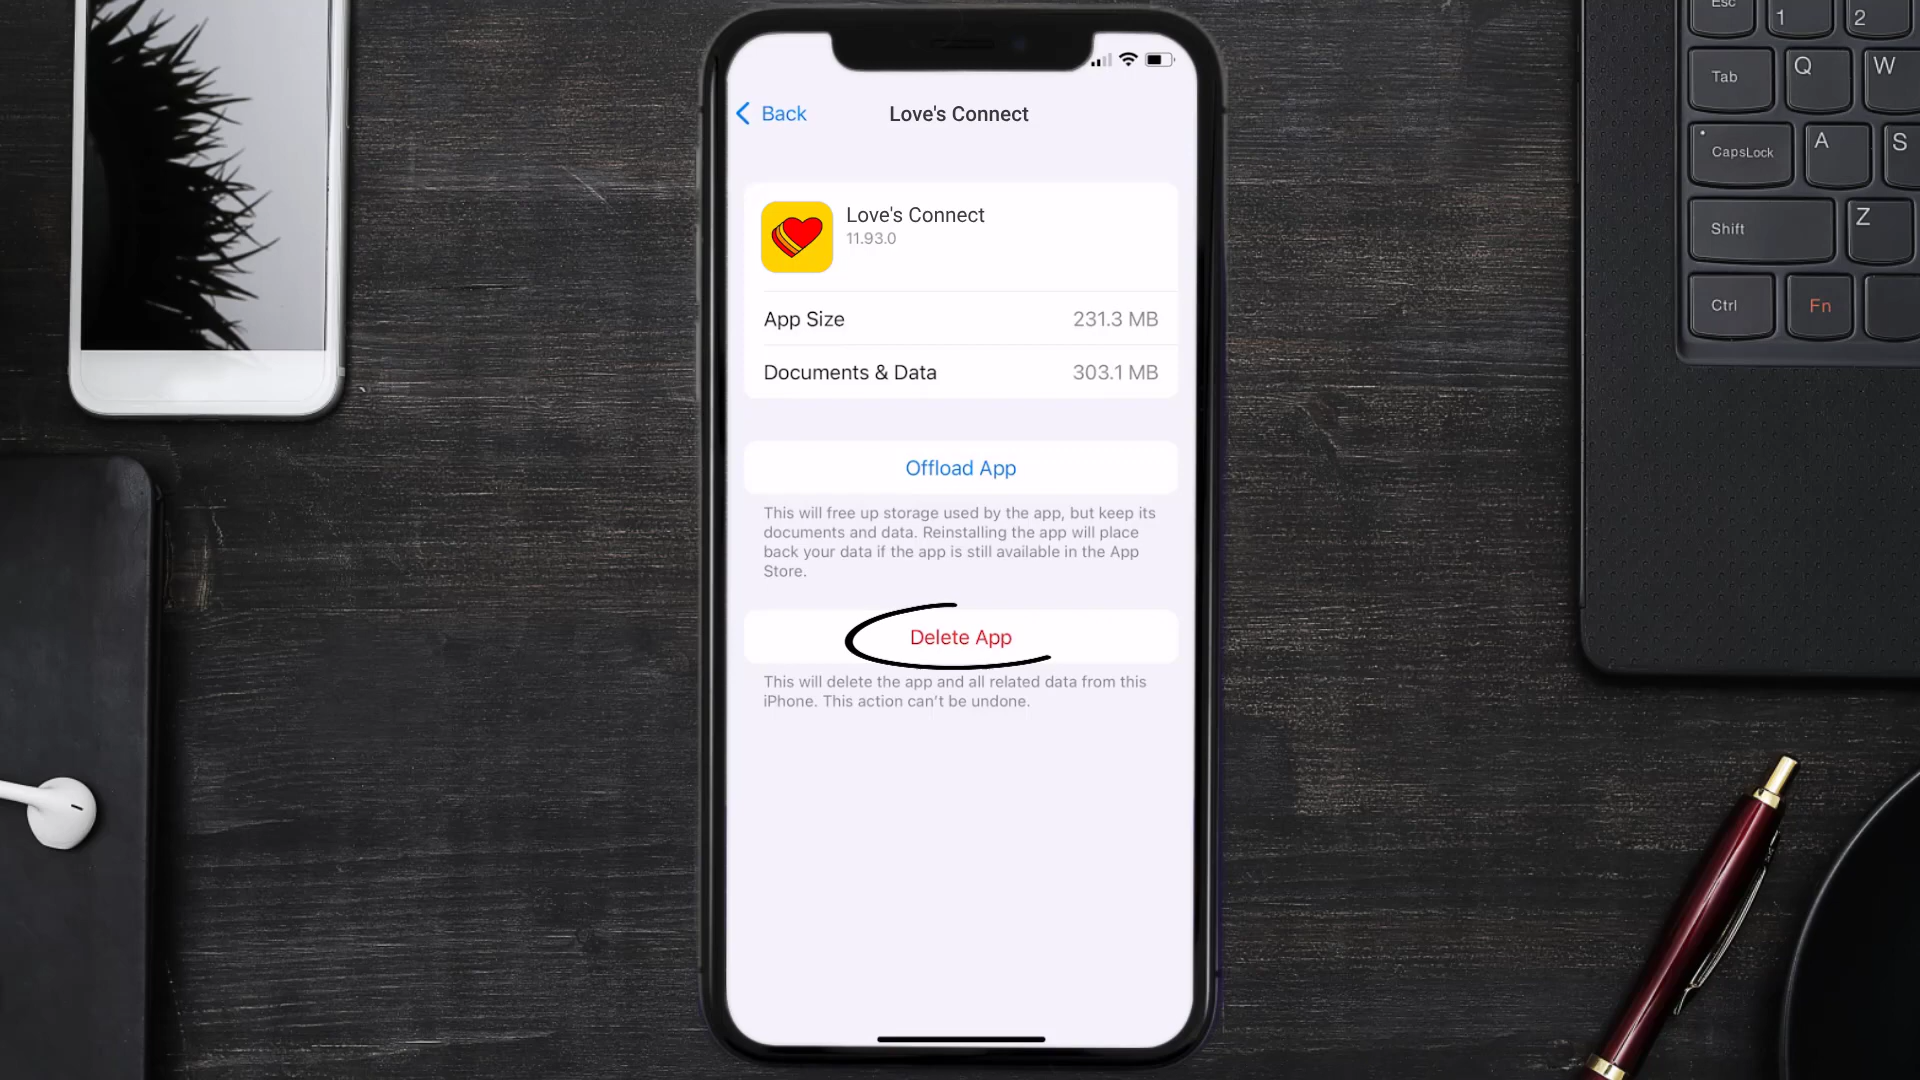 Back
Love's Connect
Love's Connect
11.93.0
App Size 231.3 MB
Documents & Data 303.1 MB
Offload App
This will free up storage used by the app, but keep its
documents and data. Reinstalling the app will place
back your data if the app is still available in the App
Store.
Delete App
This will delete the app and all related data from this
iPhone. This action can't be undone.
Esc 1 2
Tab Q W
CapsLock A S
Shift Z
Ctrl Fn